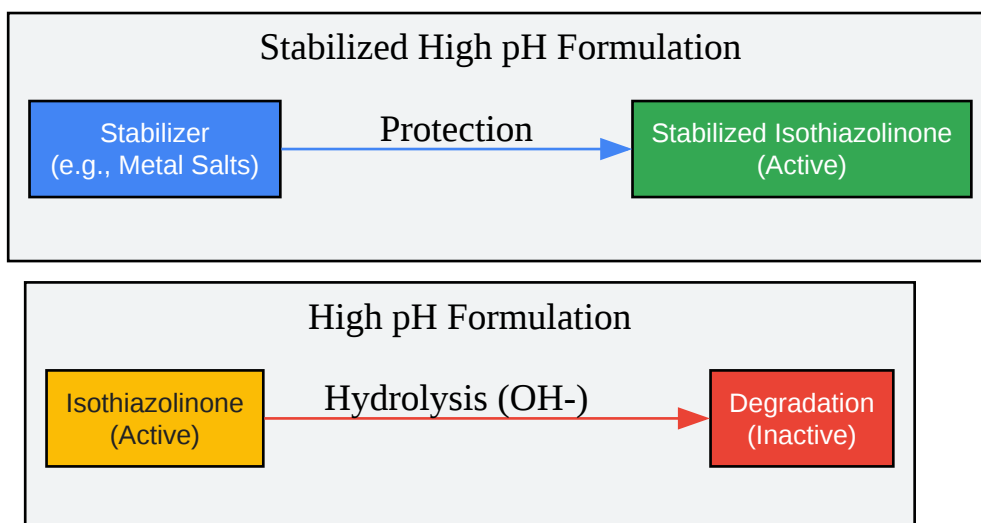 Stabilized High pH Formulation
Stabilizer
(e.g., Metal Salts)
Protection
Stabilized Isothiazolinone
(Active)
High pH Formulation
Isothiazolinone
(Active)
Hydrolysis (OH-)
Degradation
(Inactive)